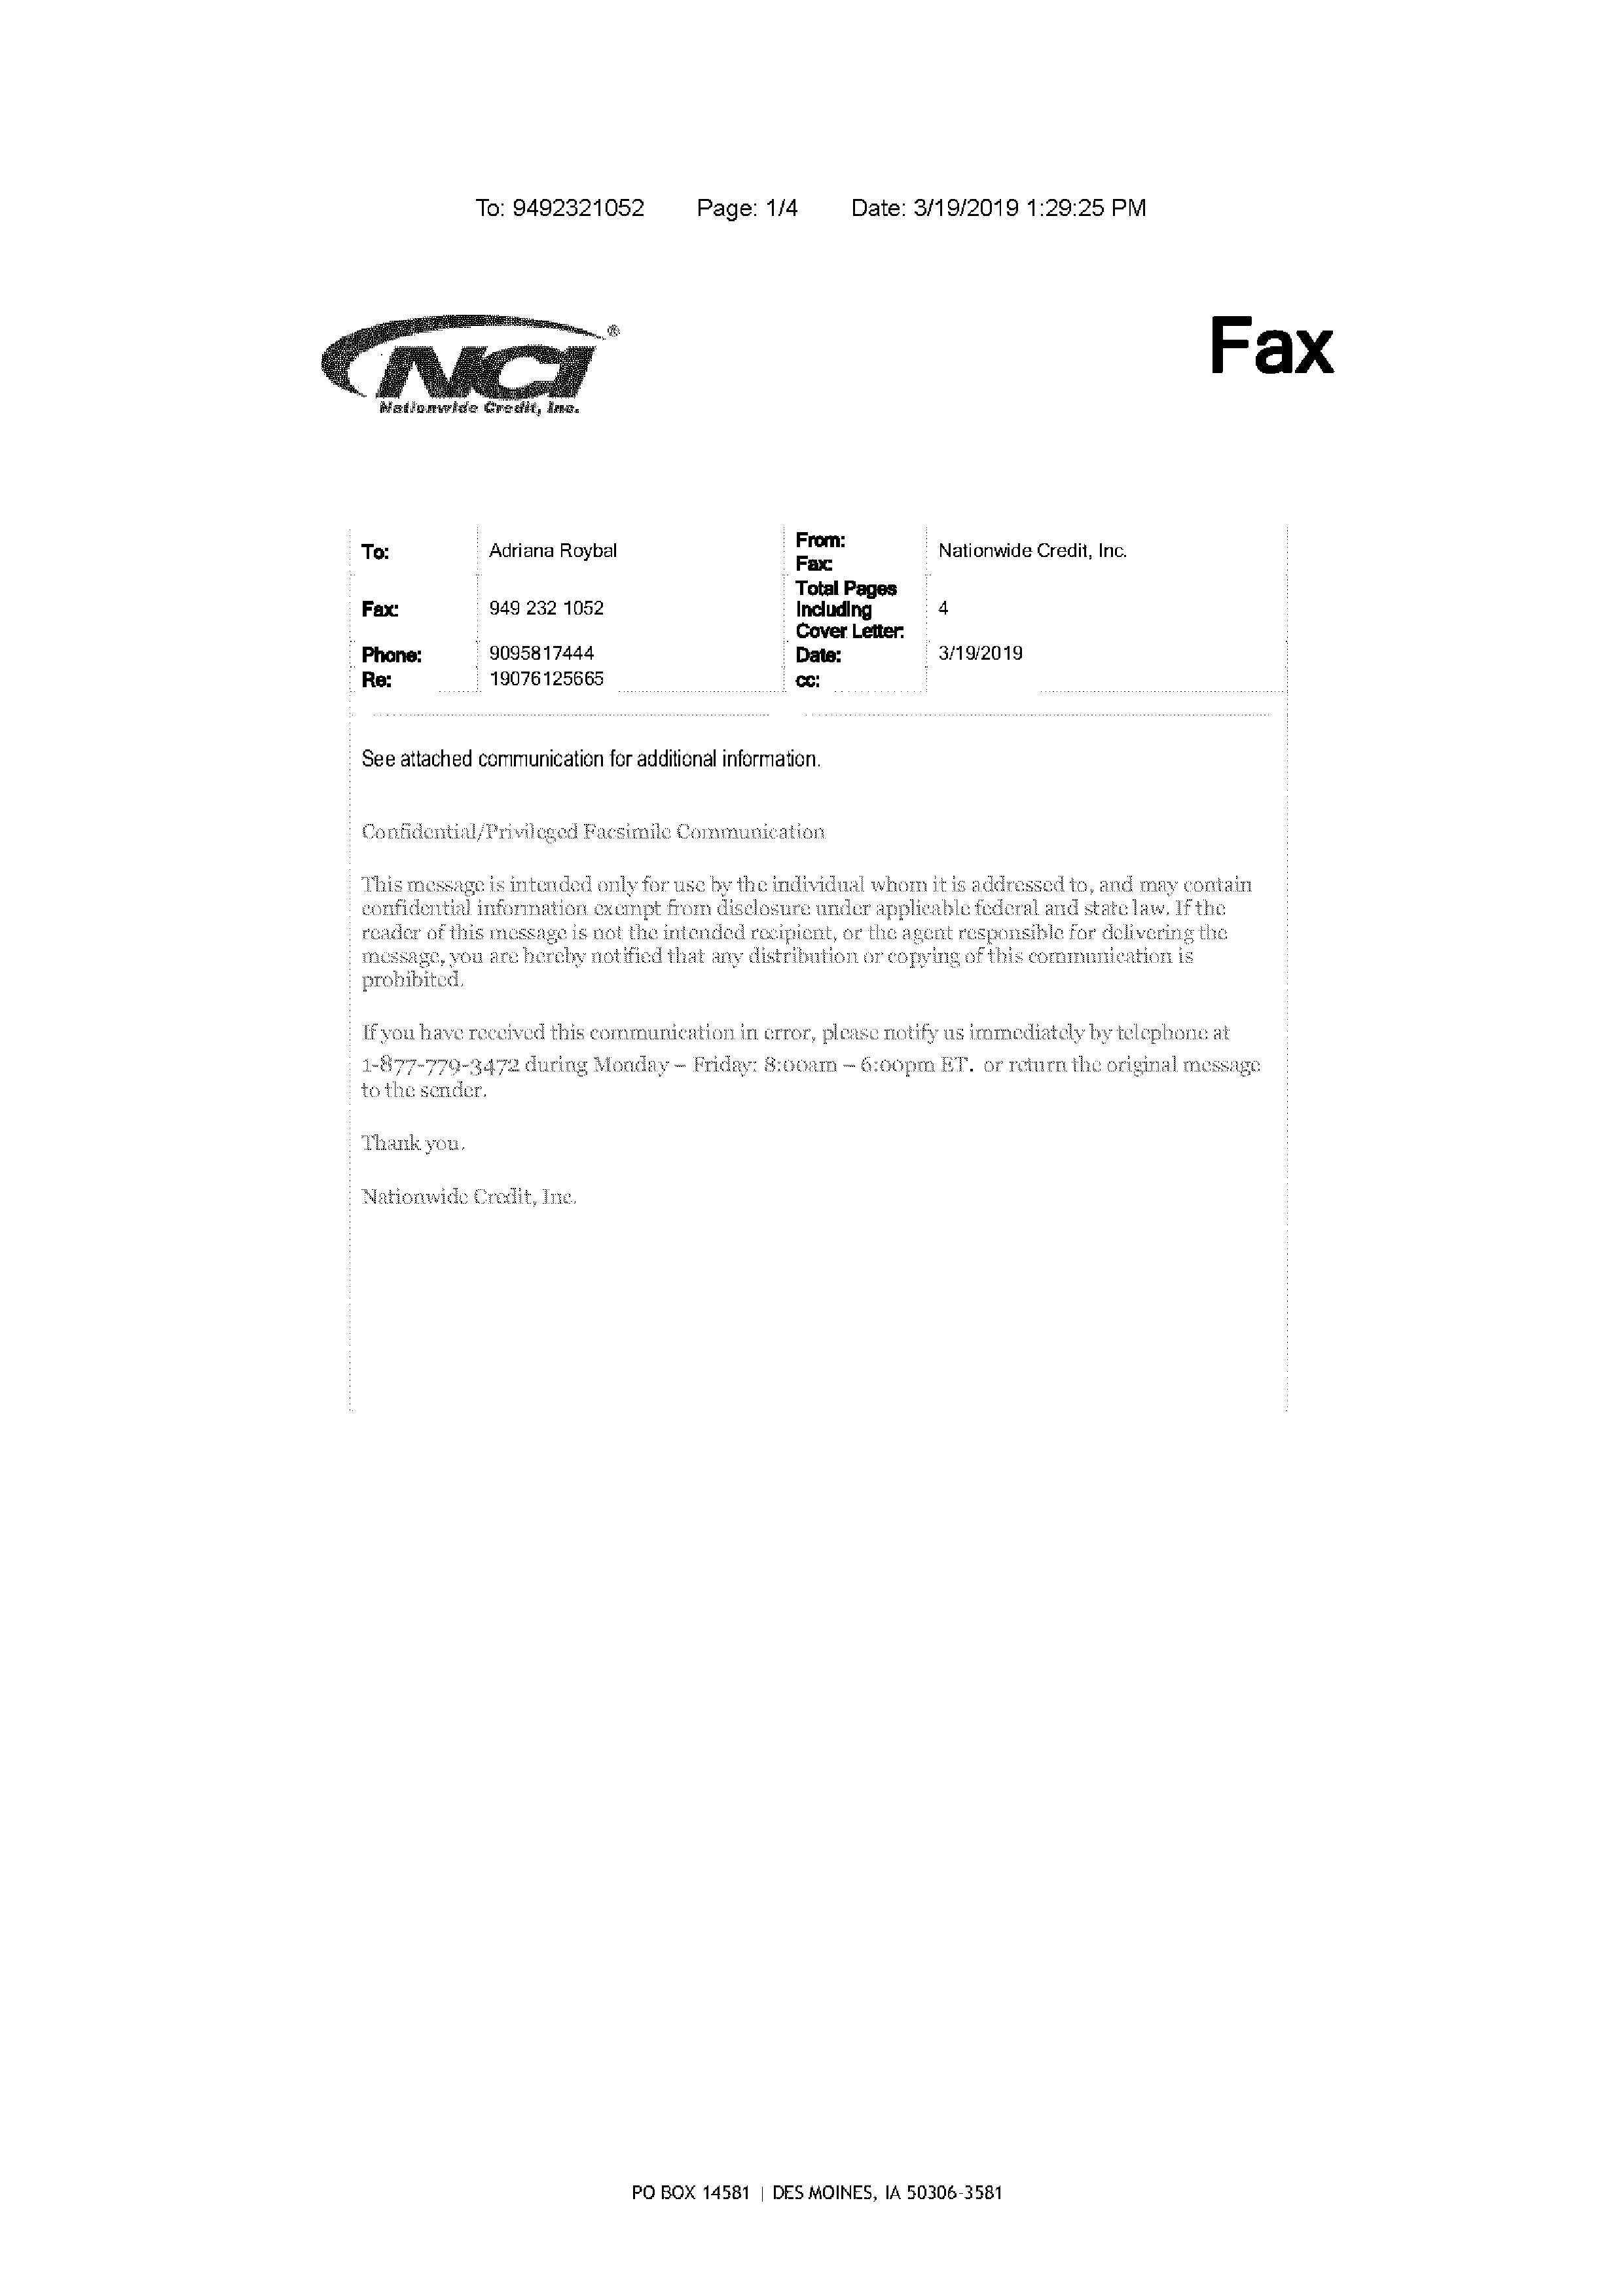 To: 9492321052 Page: 1/4 Date: 3/19/2019 1:29:25 PM
NCI®
Nationwide Credit, Inc.
Fax
To: Adriana Roybal From: Nationwide Credit, Inc.
Fax:
Fax: 949 232 1052 Total Pages Including Cover Letter: 4
Phone: 9095817444 Date: 3/19/2019
Re: 19076125665 cc:
See attached communication for additional information.
Confidential/Privileged Facsimile Communication
This message is intended only for use by the individual whom it is addressed to, and may contain
confidential information exempt from disclosure under applicable federal and state law. If the
reader of this message is not the intended recipient, or the agent responsible for delivering the
message, you are hereby notified that any distribution or copying of this communication is
prohibited.
If you have received this communication in error, please notify us immediately by telephone at
1-877-779-3472 during Monday – Friday: 8:00am – 6:00pm ET. or return the original message
to the sender.
Thank you.
Nationwide Credit, Inc.
PO BOX 14581 | DES MOINES, IA 50306-3581